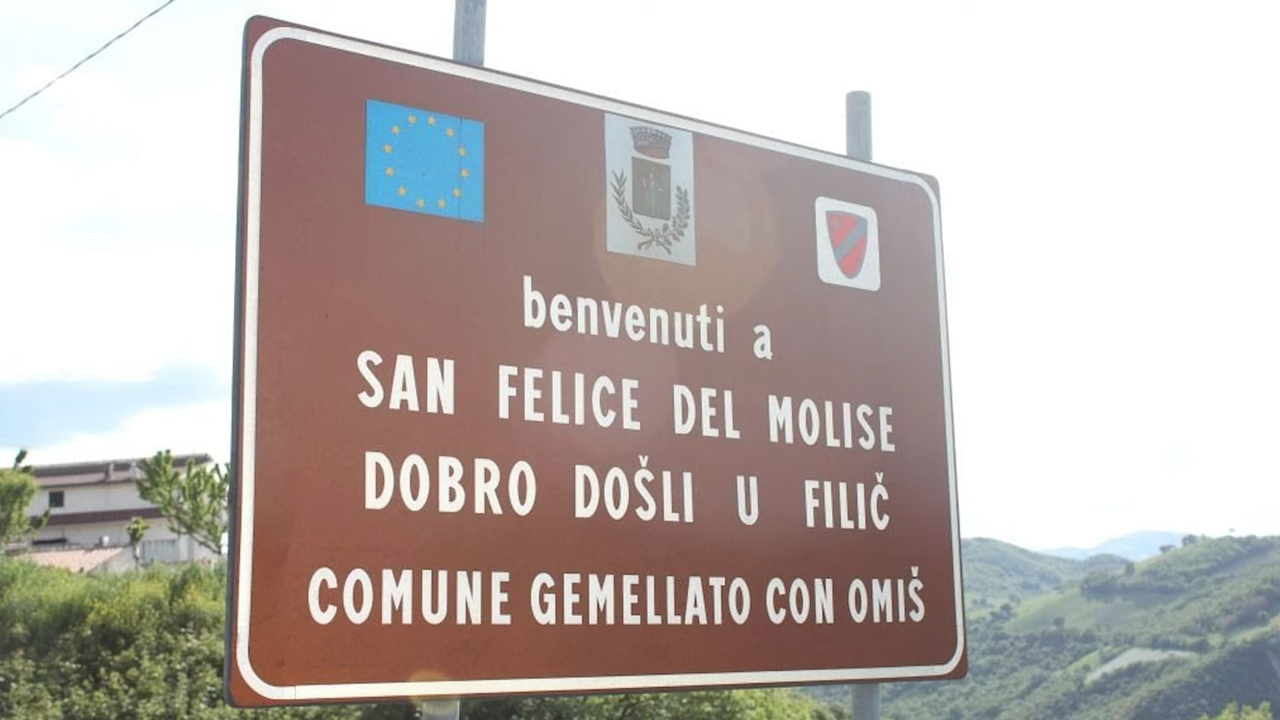 benvenuti a
SAN FELICE DEL MOLISE
DOBRO DOŠLI U FILIČ
COMUNE GEMELLATO CON OMIŠ